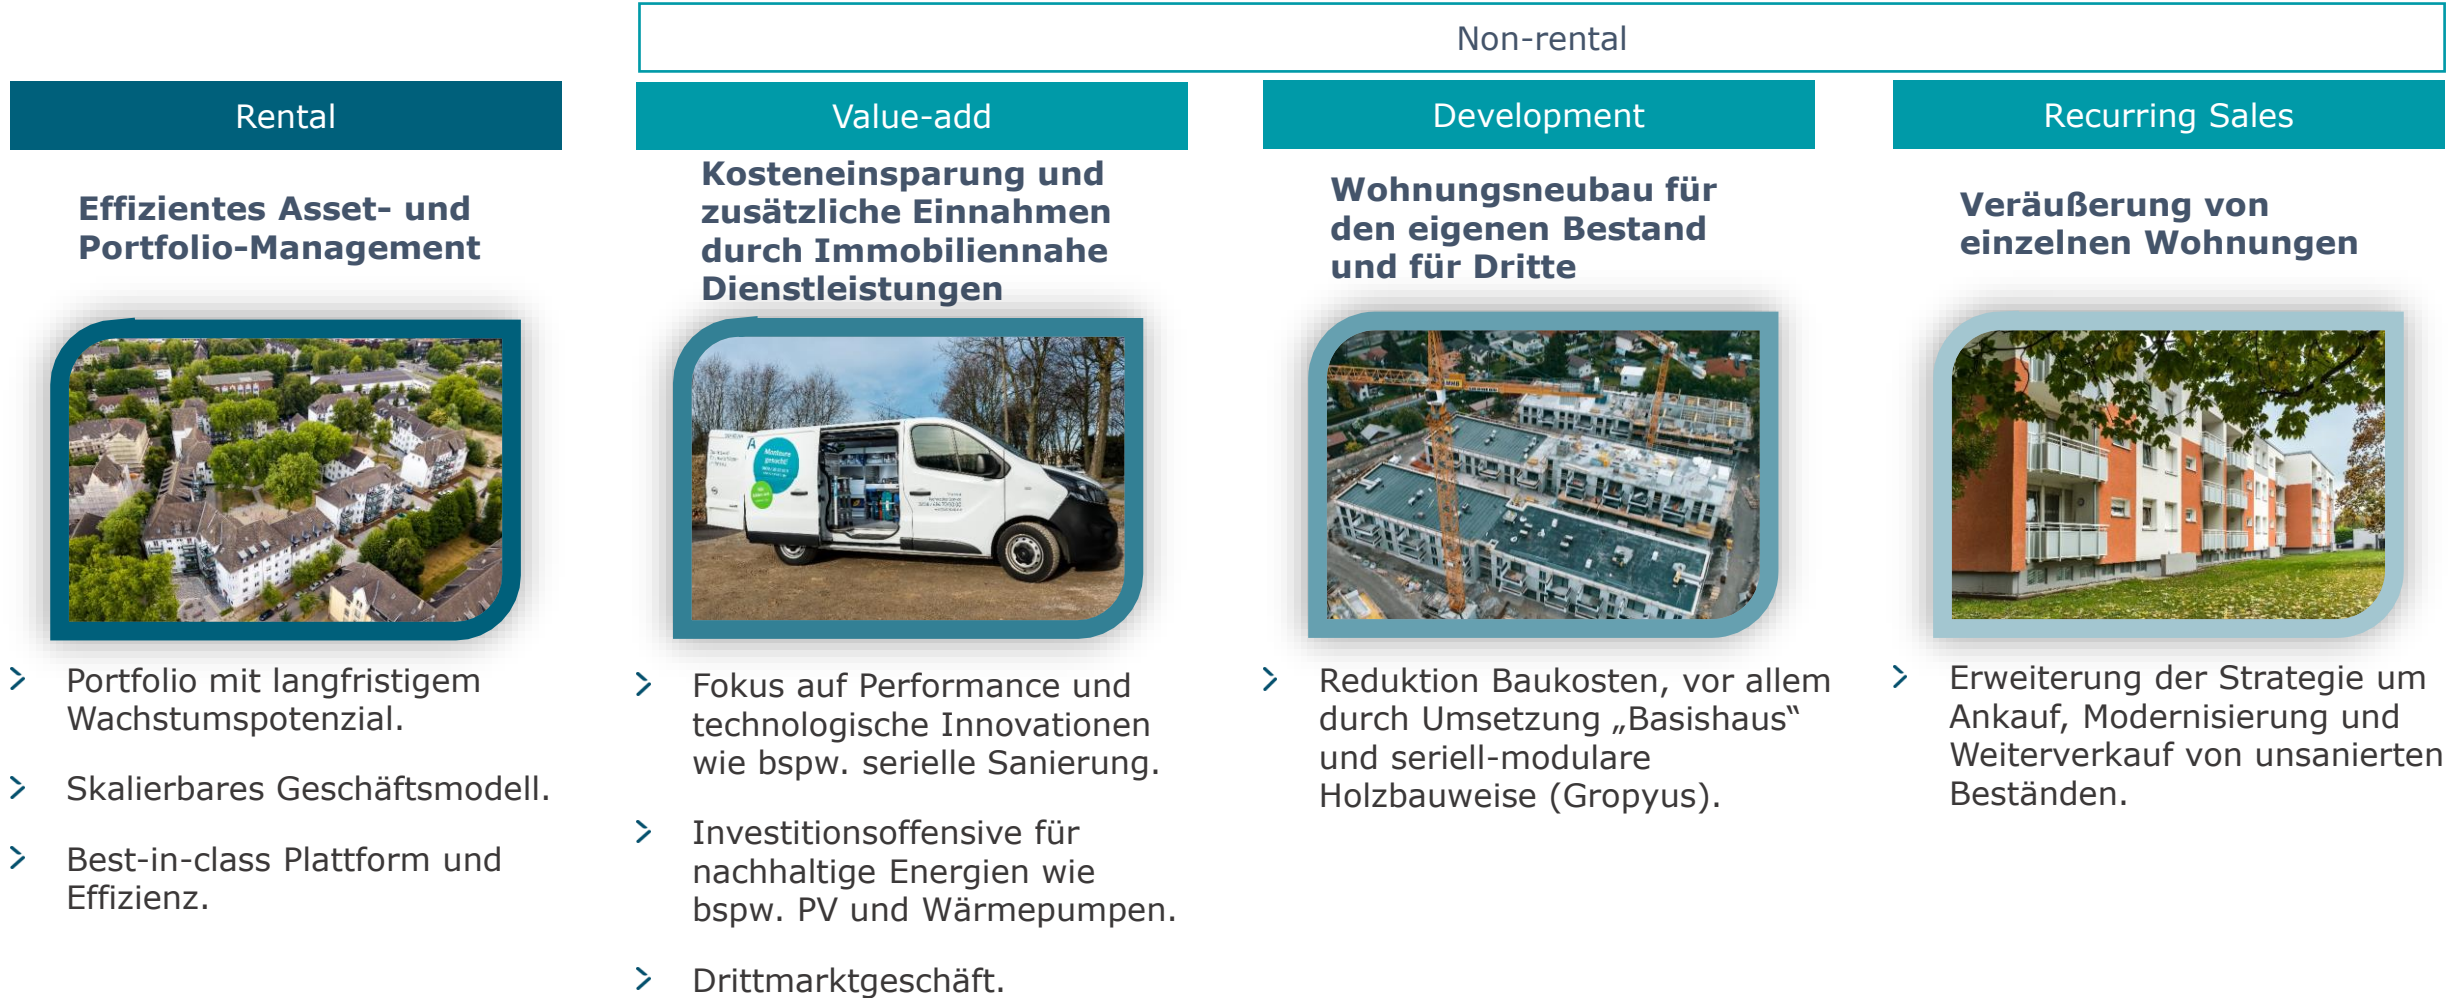 Non-rental
Rental
Effizientes Asset- und
Portfolio-Management
> Portfolio mit langfristigem
Wachstumspotenzial.
> Skalierbares Geschäftsmodell.
> Best-in-class Plattform und
Effizienz.
Value-add
Kosteneinsparung und
zusätzliche Einnahmen
durch Immobiliennahe
Dienstleistungen
Monteure
gesucht!
> Fokus auf Performance und
technologische Innovationen
wie bspw. serielle Sanierung.
> Investitionsoffensive für
nachhaltige Energien wie
bspw. PV und Wärmepumpen.
> Drittmarktgeschäft.
Development
Wohnungsneubau für
den eigenen Bestand
und für Dritte
> Reduktion Baukosten, vor allem
durch Umsetzung „Basishaus“
und seriell-modulare
Holzbauweise (Gropyus).
Recurring Sales
Veräußerung von
einzelnen Wohnungen
> Erweiterung der Strategie um
Ankauf, Modernisierung und
Weiterverkauf von unsanierten
Beständen.